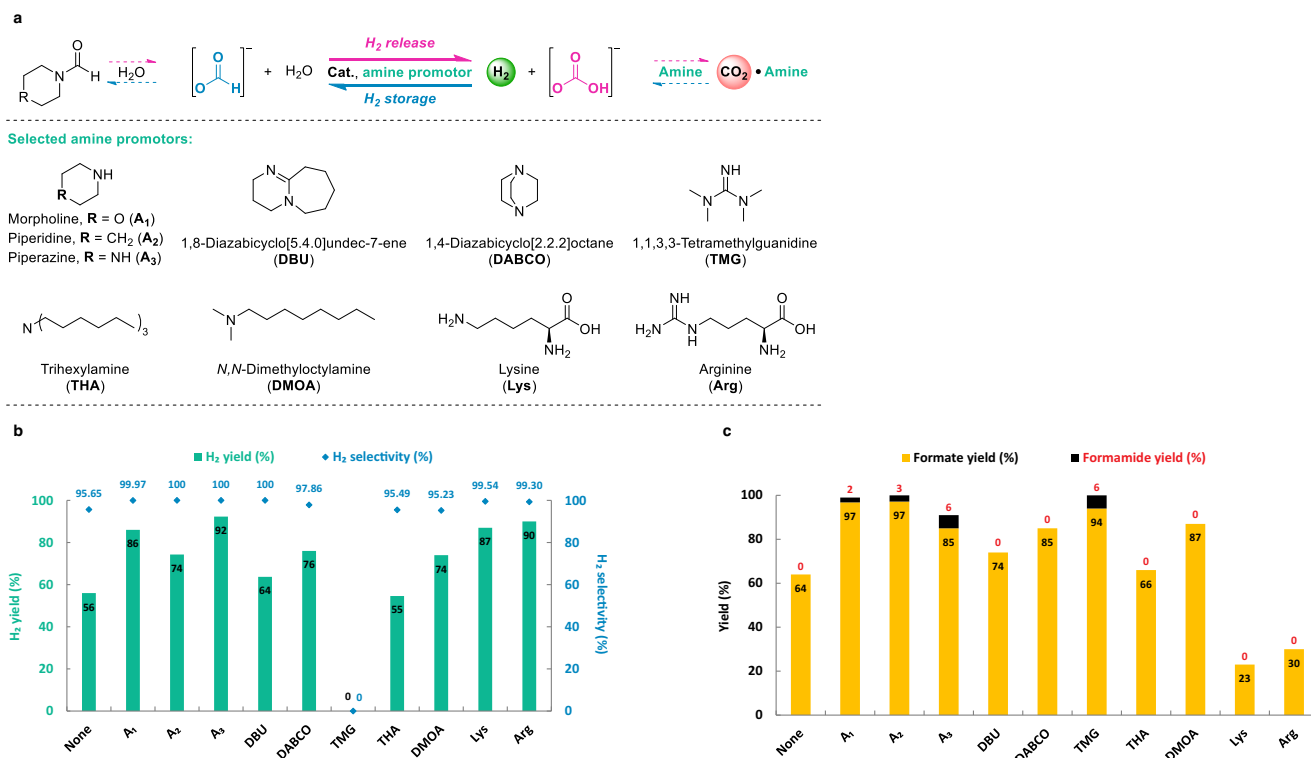 a
H₂ release
O
N
H
R
H₂O
O
O
H
−
+ H₂O
Cat., amine promotor
H₂
+
O
O
OH
−
Amine
CO₂ • Amine
H₂ storage
Selected amine promotors:
NH
R
Morpholine, R = O (A₁)
Piperidine, R = CH₂ (A₂)
Piperazine, R = NH (A₃)
N
N
1,8-Diazabicyclo[5.4.0]undec-7-ene
(DBU)
N
N
1,4-Diazabicyclo[2.2.2]octane
(DABCO)
NH
N
N
1,1,3,3-Tetramethylguanidine
(TMG)
N
3
Trihexylamine
(THA)
N
N,N-Dimethyloctylamine
(DMOA)
H₂N
O
OH
NH₂
Lysine
(Lys)
NH
H₂N
N
H
O
OH
NH₂
Arginine
(Arg)
b
H₂ yield (%)
H₂ selectivity (%)
95.65
99.97
100
100
100
97.86
95.49
95.23
99.54
99.30
100
80
60
40
20
0
H₂ yield (%)
56
86
74
92
64
76
0
0
55
74
87
90
100
80
60
40
20
0
H₂ selectivity (%)
None
A₁
A₂
A₃
DBU
DABCO
TMG
THA
DMOA
Lys
Arg
c
Formate yield (%)
Formamide yield (%)
100
80
60
40
20
0
Yield (%)
0
2
3
6
0
0
6
0
0
0
0
64
97
97
85
74
85
94
66
87
23
30
None
A₁
A₂
A₃
DBU
DABCO
TMG
THA
DMOA
Lys
Arg